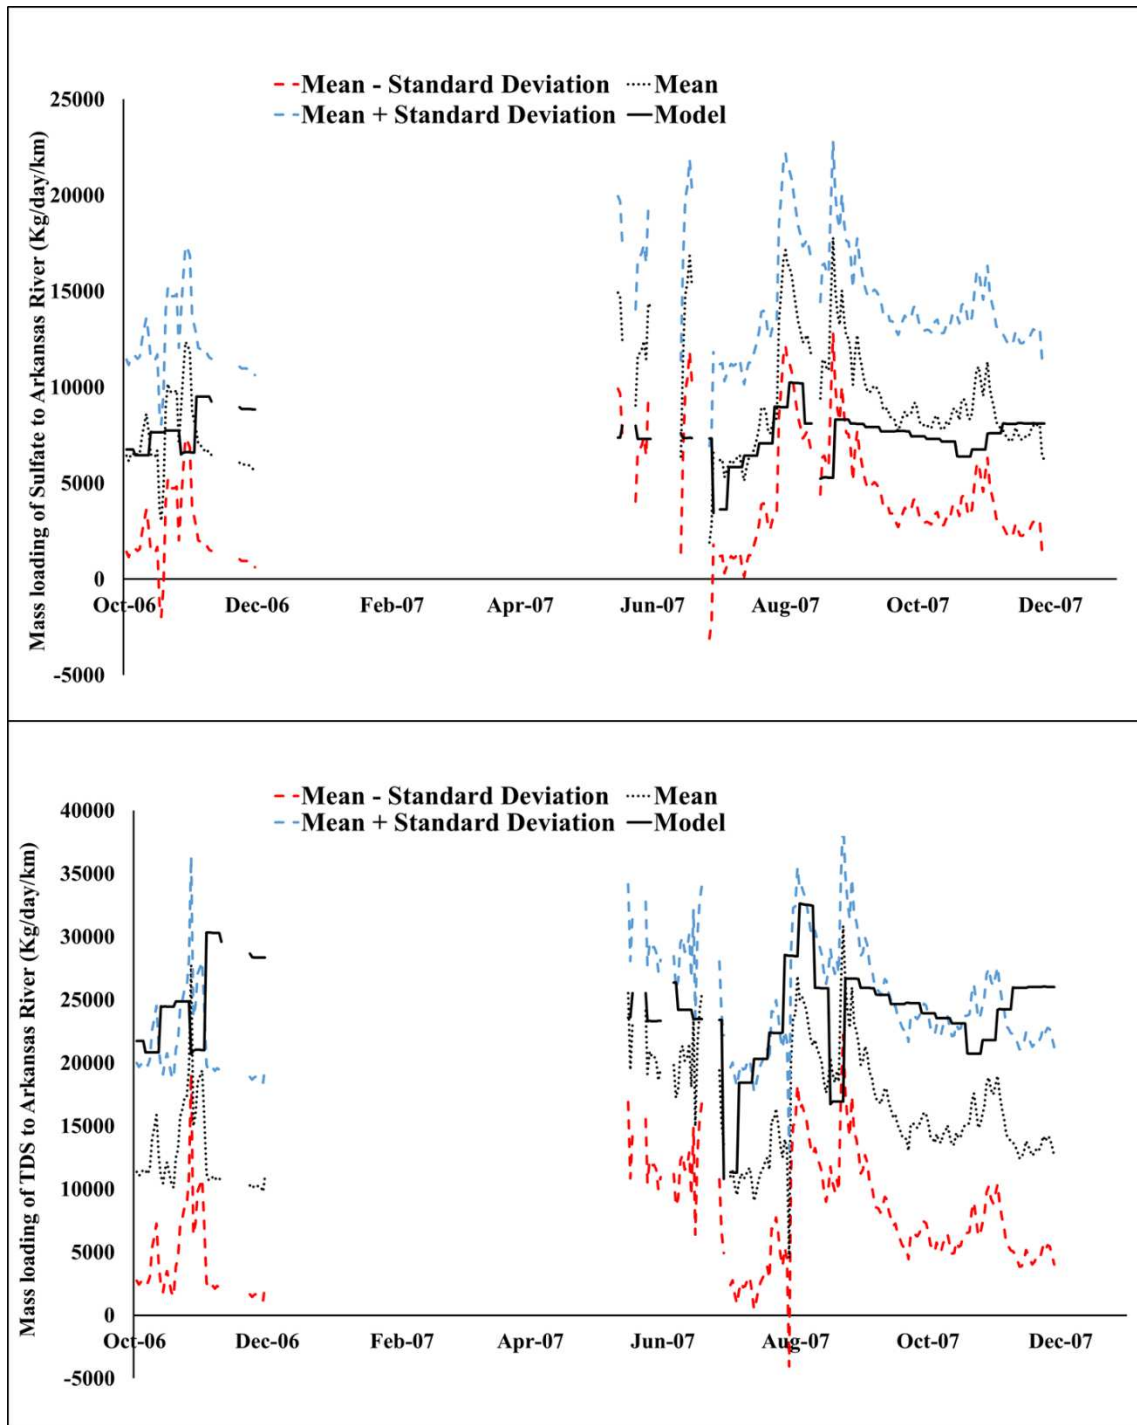 Mean - Standard Deviation Mean
Mean + Standard Deviation Model
Mass loading of Sulfate to Arkansas River (Kg/day/km)
25000
20000
15000
10000
5000
0
-5000
Oct-06 Dec-06 Feb-07 Apr-07 Jun-07 Aug-07 Oct-07 Dec-07
Mean - Standard Deviation Mean
Mean + Standard Deviation Model
Mass loading of TDS to Arkansas River (Kg/day/km)
40000
35000
30000
25000
20000
15000
10000
5000
0
-5000
Oct-06 Dec-06 Feb-07 Apr-07 Jun-07 Aug-07 Oct-07 Dec-07